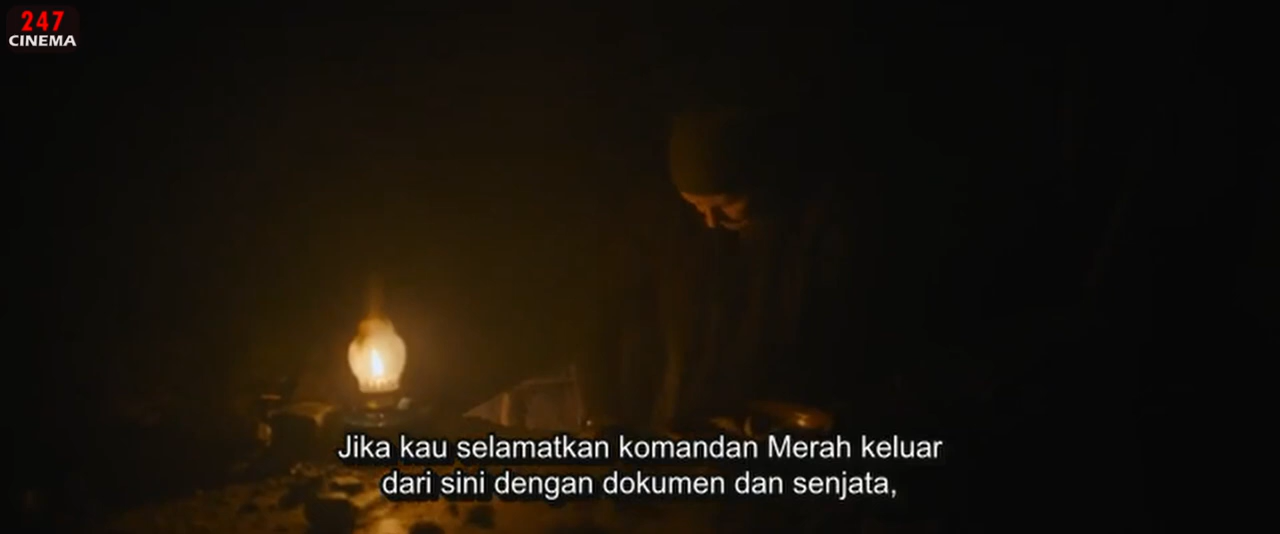 247
CINEMA
Jika kau selamatkan komandan Merah keluar
dari sini dengan dokumen dan senjata,